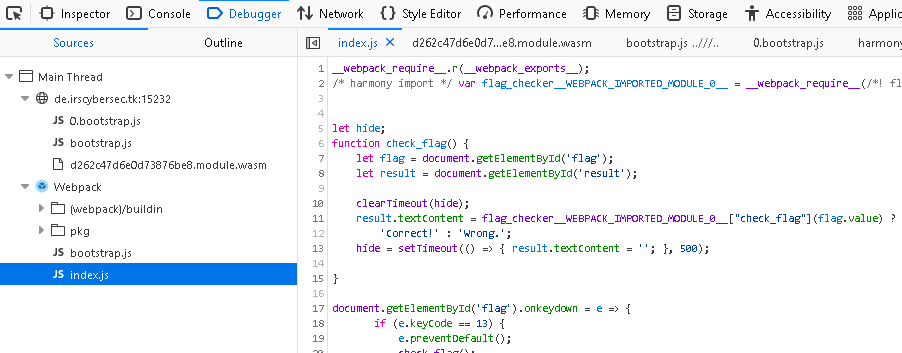 Inspector Console Debugger Network Style Editor Performance Memory Storage Accessibility Applic
Sources Outline
index.js d262c47d6e0d7…e8.module.wasm bootstrap.js ..////.. 0.bootstrap.js harmony
Main Thread
de.irscybersec.tk:15232
JS 0.bootstrap.js
JS bootstrap.js
d262c47d6e0d73876be8.module.wasm
Webpack
(webpack)/buildin
pkg
JS bootstrap.js
JS index.js
1 __webpack_require__.r(__webpack_exports__);
2 /* harmony import */ var flag_checker__WEBPACK_IMPORTED_MODULE_0__ = __webpack_require__(/*! fl
3
4
5 let hide;
6 function check_flag() {
7 let flag = document.getElementById('flag');
8 let result = document.getElementById('result');
9
10 clearTimeout(hide);
11 result.textContent = flag_checker__WEBPACK_IMPORTED_MODULE_0__["check_flag"](flag.value) ?
12 'Correct!' : 'Wrong.';
13 hide = setTimeout(() => { result.textContent = ''; }, 500);
14
15 }
16
17 document.getElementById('flag').onkeydown = e => {
18 if (e.keyCode == 13) {
19 e.preventDefault();
20 check_flag();